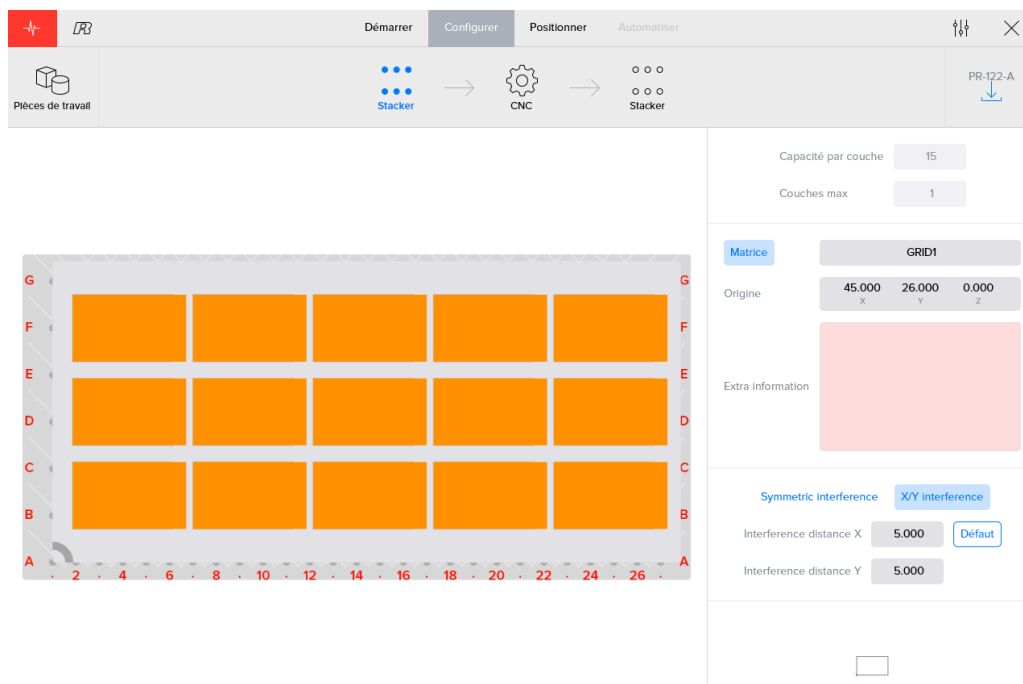 Démarrer Configurer Positionner Automatiser
Pièces de travail
Stacker CNC Stacker
PR-122-A
Capacité par couche 15
Couches max 1
Matrice GRID1
Origine 45.000 26.000 0.000
X Y Z
Extra information
Symmetric interference X/Y interference
Interference distance X 5.000 Défaut
Interference distance Y 5.000
G G
F F
E E
D D
C C
B B
A A
. 2 . 4 . 6 . 8 . 10 . 12 . 14 . 16 . 18 . 20 . 22 . 24 . 26 .